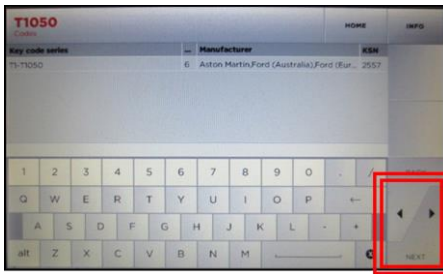 T1050
Codes
HOME
INFO
Key code series ... Manufacturer KSN
T1-T1050 6 Aston Martin,Ford (Australia),Ford (Eur... 2557
1 2 3 4 5 6 7 8 9 0 . /
Q W E R T Y U I O P ←
A S D F G H J K L - +
alt Z X C V B N M
NEXT